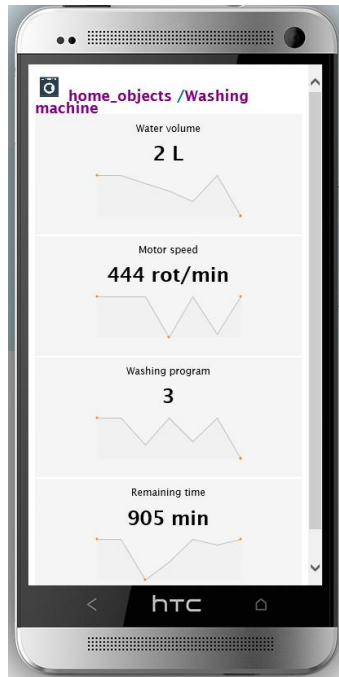 home_objects /Washing
machine
Water volume
2 L
Motor speed
444 rot/min
Washing program
3
Remaining time
905 min
hTC